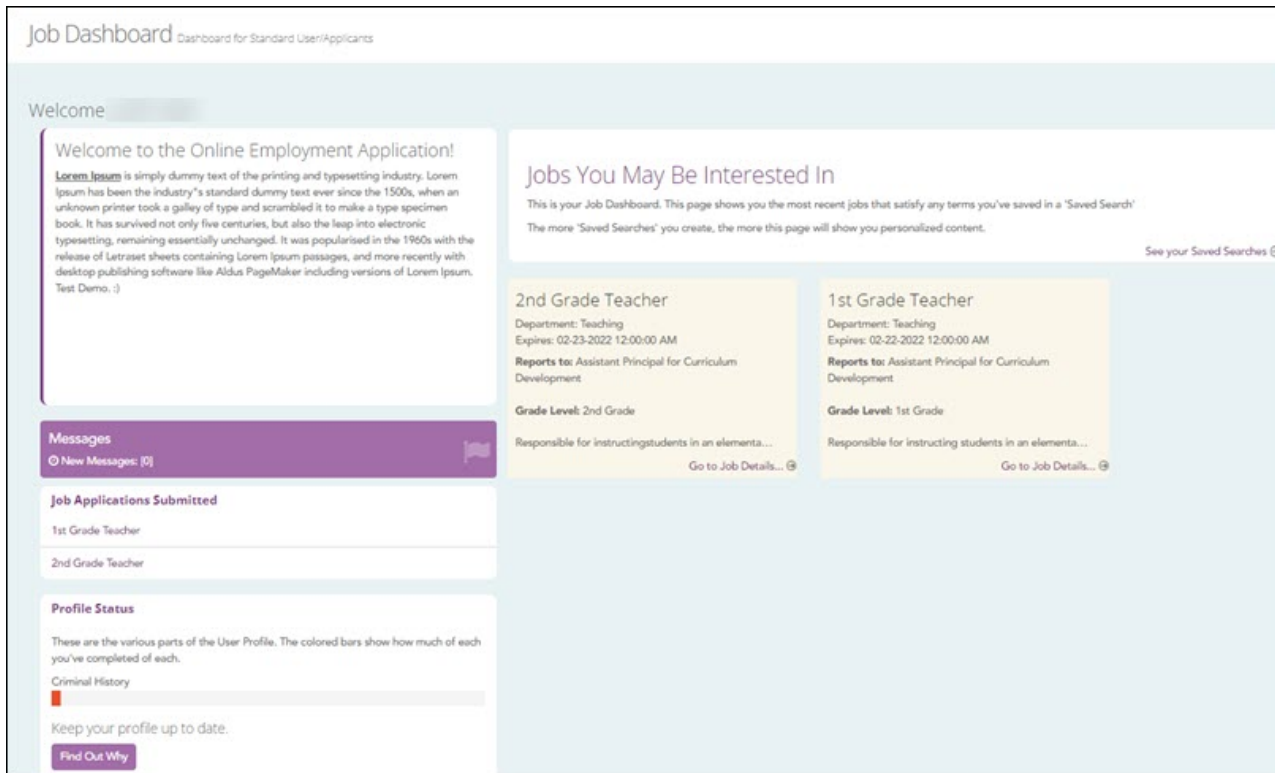 Job Dashboard Dashboard for Standard User/Applicants
Welcome
Welcome to the Online Employment Application!
Lorem Ipsum is simply dummy text of the printing and typesetting industry. Lorem
Ipsum has been the industry"s standard dummy text ever since the 1500s, when an
unknown printer took a galley of type and scrambled it to make a type specimen
book. It has survived not only five centuries, but also the leap into electronic
typesetting, remaining essentially unchanged. It was popularised in the 1960s with the
release of Letraset sheets containing Lorem Ipsum passages, and more recently with
desktop publishing software like Aldus PageMaker including versions of Lorem Ipsum.
Test Demo. :)
Messages
New Messages: [0]
Job Applications Submitted
1st Grade Teacher
2nd Grade Teacher
Profile Status
These are the various parts of the User Profile. The colored bars show how much of each
you've completed of each.
Criminal History
Keep your profile up to date.
Find Out Why
Jobs You May Be Interested In
This is your Job Dashboard. This page shows you the most recent jobs that satisfy any terms you've saved in a 'Saved Search'
The more 'Saved Searches' you create, the more this page will show you personalized content.
See your Saved Searches
2nd Grade Teacher
Department: Teaching
Expires: 02-23-2022 12:00:00 AM
Reports to: Assistant Principal for Curriculum
Development
Grade Level: 2nd Grade
Responsible for instructingstudents in an elementa...
Go to Job Details...
1st Grade Teacher
Department: Teaching
Expires: 02-22-2022 12:00:00 AM
Reports to: Assistant Principal for Curriculum
Development
Grade Level: 1st Grade
Responsible for instructing students in an elementa...
Go to Job Details...